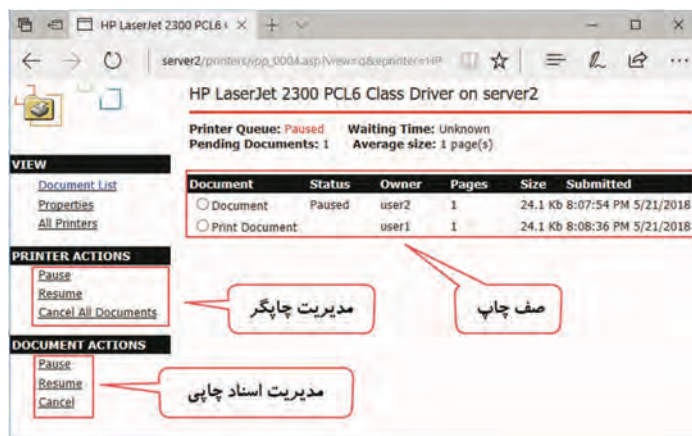 HP LaserJet 2300 PCL6 C
server2/printers/ipp_0004.asp?view=q&eprinter=HP
HP LaserJet 2300 PCL6 Class Driver on server2
Printer Queue: Paused Waiting Time: Unknown
Pending Documents: 1 Average size: 1 page(s)
VIEW
Document List
Properties
All Printers
Document Status Owner Pages Size Submitted
Document Paused user2 1 24.1 Kb 8:07:54 PM 5/21/2018
Print Document user1 1 24.1 Kb 8:08:36 PM 5/21/2018
PRINTER ACTIONS
Pause
Resume
Cancel All Documents
مدیریت چاپگر
صف چاپ
DOCUMENT ACTIONS
Pause
Resume
Cancel
مدیریت اسناد چاپی